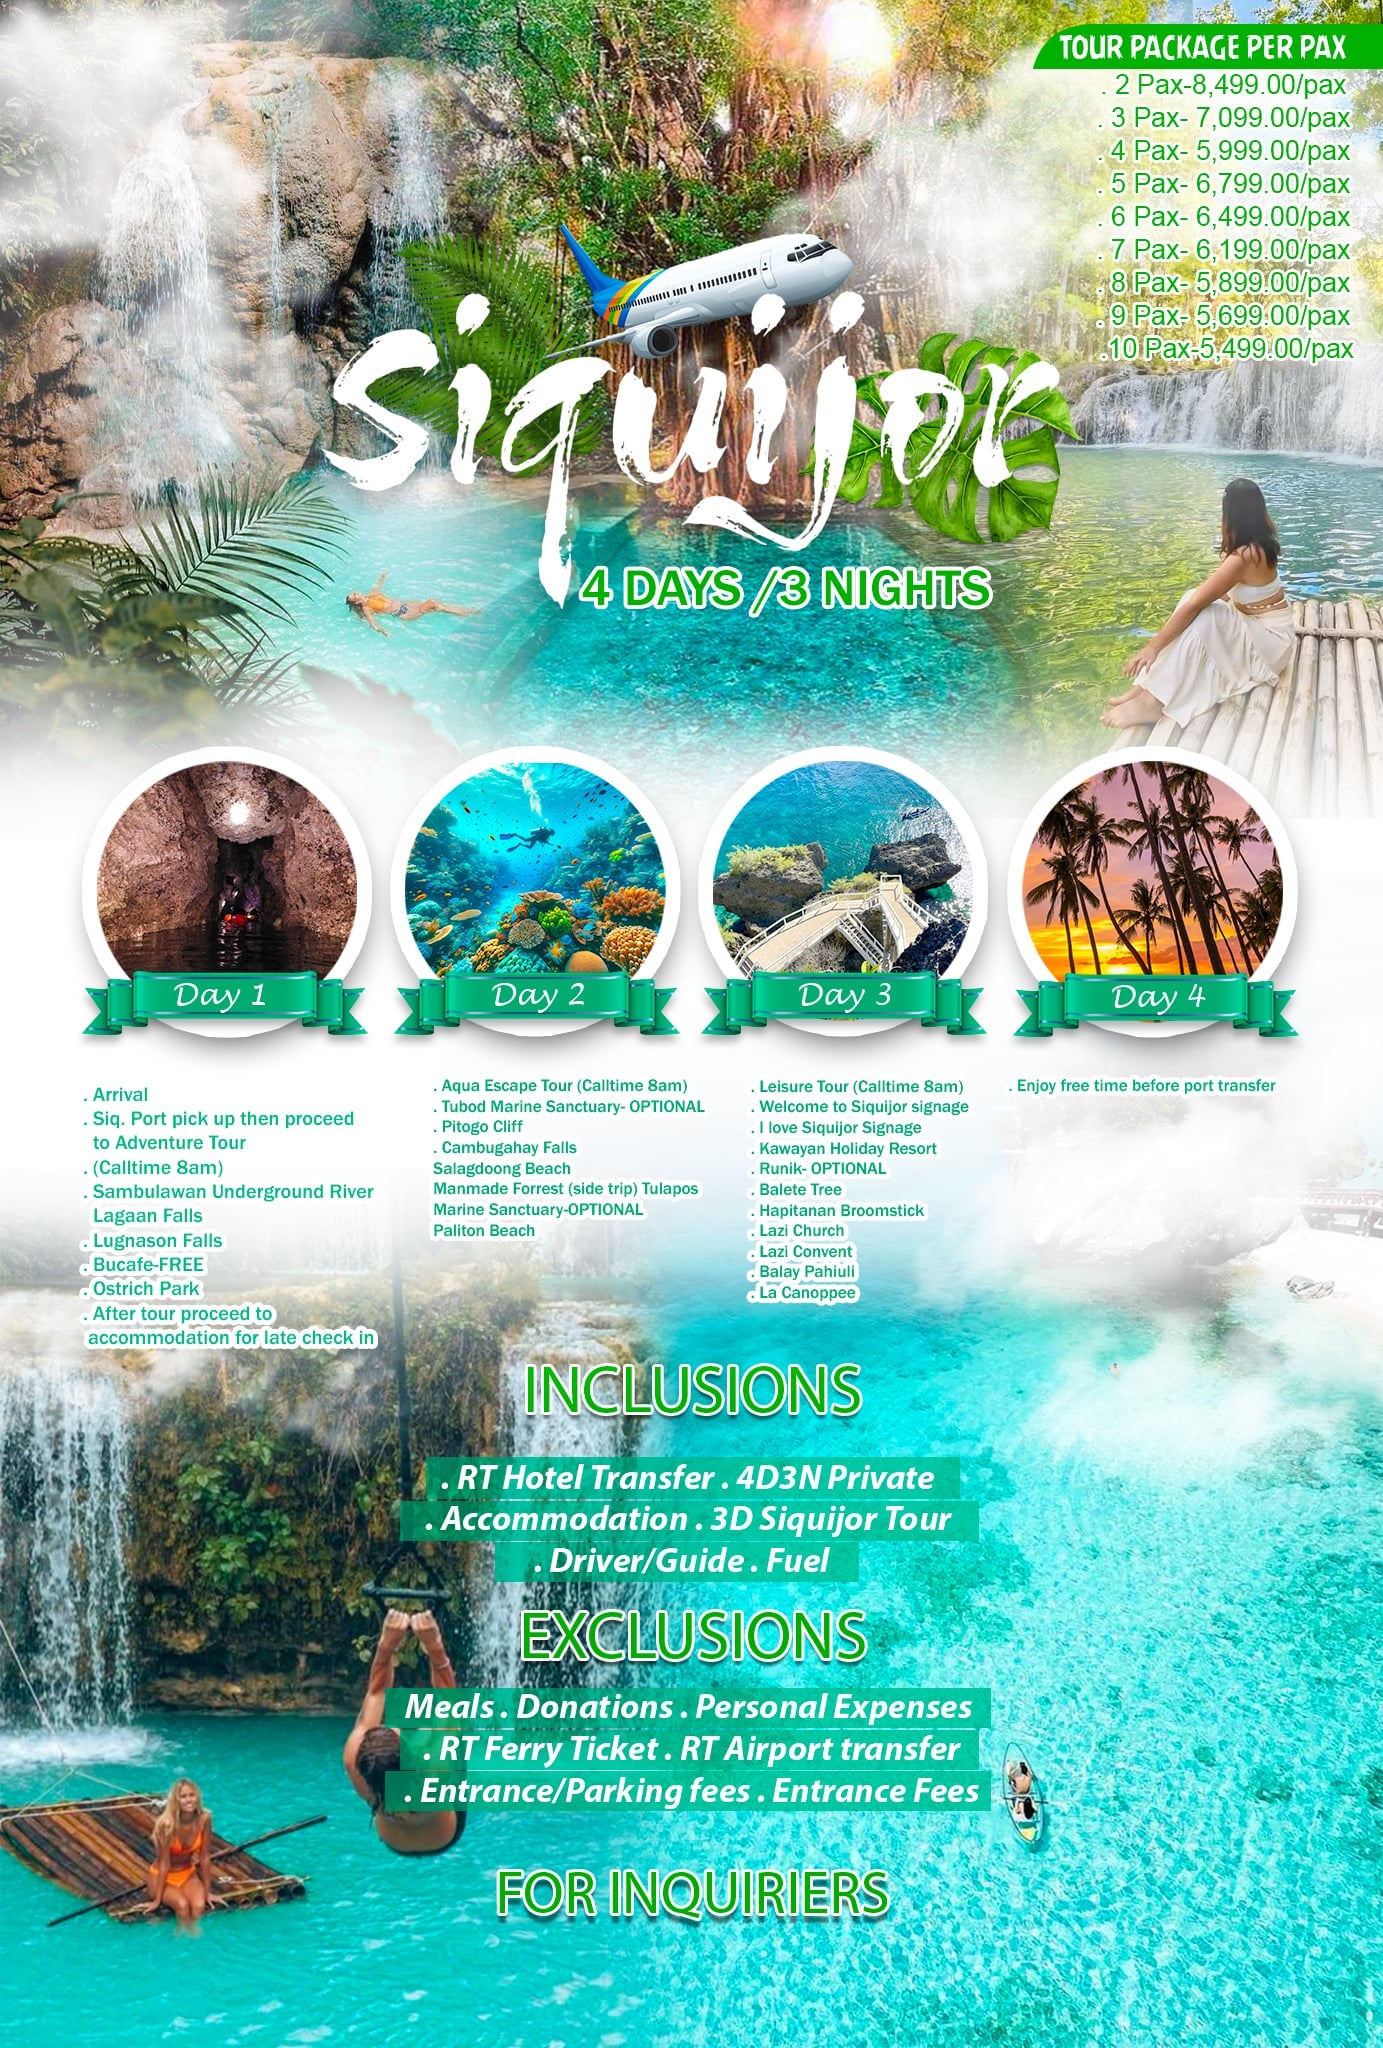 TOUR PACKAGE PER PAX
. 2 Pax-8,499.00/pax
. 3 Pax- 7,099.00/pax
. 4 Pax- 5,999.00/pax
. 5 Pax- 6,799.00/pax
. 6 Pax- 6,499.00/pax
. 7 Pax- 6,199.00/pax
. 8 Pax- 5,899.00/pax
. 9 Pax- 5,699.00/pax
.10 Pax-5,499.00/pax
Siquijor
4 DAYS /3 NIGHTS
Day 1
. Arrival
. Siq. Port pick up then proceed
to Adventure Tour
. (Calltime 8am)
. Sambulawan Underground River
Lagaan Falls
. Lugnason Falls
. Bucafe-FREE
. Ostrich Park
. After tour proceed to
accommodation for late check in
Day 2
. Aqua Escape Tour (Calltime 8am)
. Tubod Marine Sanctuary- OPTIONAL
. Pitogo Cliff
. Cambugahay Falls
Salagdoong Beach
Manmade Forrest (side trip) Tulapos
Marine Sanctuary-OPTIONAL
Paliton Beach
Day 3
. Leisure Tour (Calltime 8am)
. Welcome to Siquijor signage
. I love Siquijor Signage
. Kawayan Holiday Resort
. Runik- OPTIONAL
. Balete Tree
. Hapitanan Broomstick
. Lazi Church
. Lazi Convent
. Balay Pahiuli
. La Canoppee
Day 4
. Enjoy free time before port transfer
INCLUSIONS
. RT Hotel Transfer . 4D3N Private
. Accommodation . 3D Siquijor Tour
. Driver/Guide . Fuel
EXCLUSIONS
Meals . Donations . Personal Expenses
. RT Ferry Ticket . RT Airport transfer
. Entrance/Parking fees . Entrance Fees
FOR INQUIRIERS